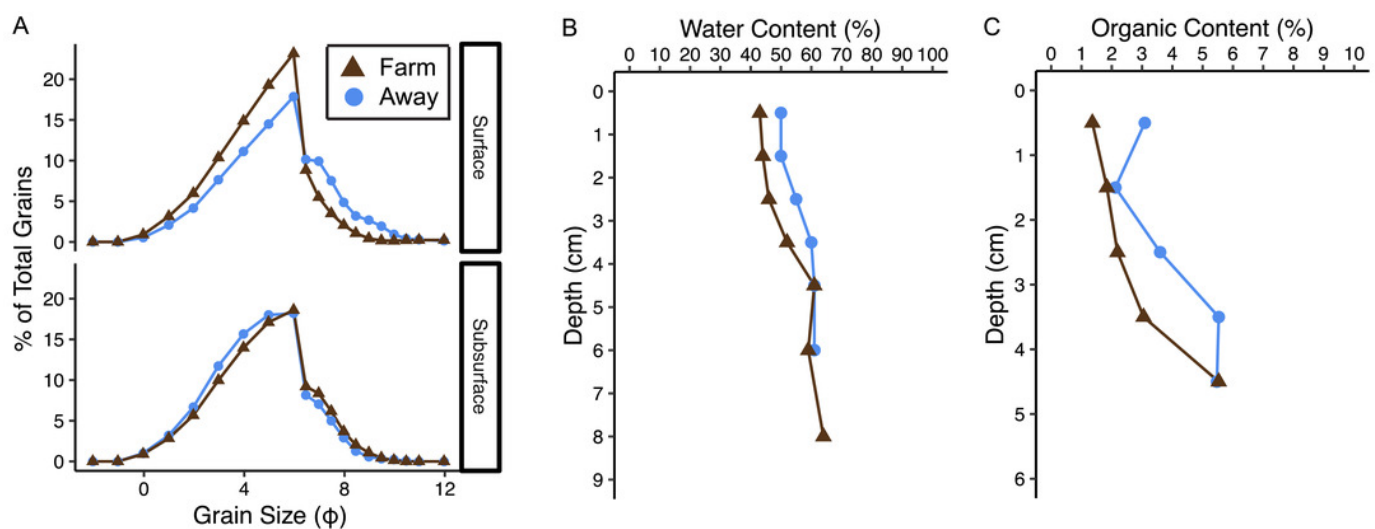 A
% of Total Grains
20
15
10
5
0
20
15
10
5
0
Farm
Away
Surface
Subsurface
0 4 8 12
Grain Size (ϕ)
B
Water Content (%)
0 10 20 30 40 50 60 70 80 90 100
Depth (cm)
0
1
2
3
4
5
6
7
8
9
C
Organic Content (%)
0 1 2 3 4 5 6 7 8 9 10
Depth (cm)
0
1
2
3
4
5
6